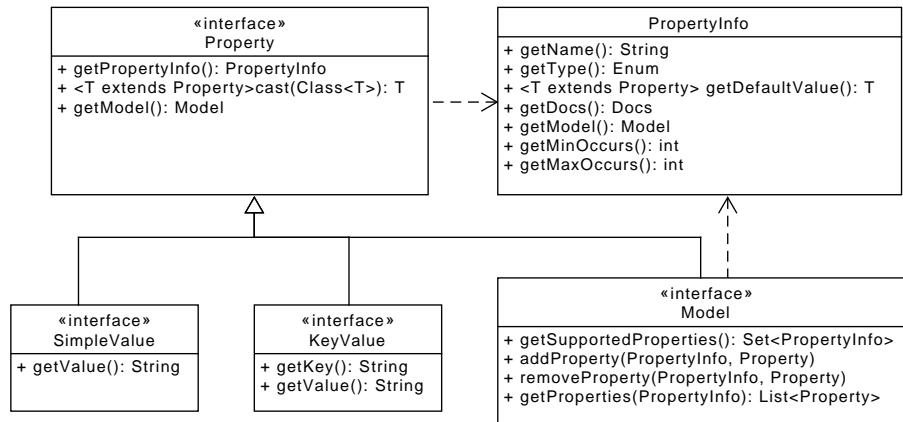 «interface»
Property
+ getPropertyInfo(): PropertyInfo
+ <T extends Property>cast(Class<T>): T
+ getModel(): Model
PropertyInfo
+ getName(): String
+ getType(): Enum
+ <T extends Property> getDefaultValue(): T
+ getDocs(): Docs
+ getModel(): Model
+ getMinOccurs(): int
+ getMaxOccurs(): int
«interface»
SimpleValue
+ getValue(): String
«interface»
KeyValue
+ getKey(): String
+ getValue(): String
«interface»
Model
+ getSupportedProperties(): Set<PropertyInfo>
+ addProperty(PropertyInfo, Property)
+ removeProperty(PropertyInfo, Property)
+ getProperties(PropertyInfo): List<Property>